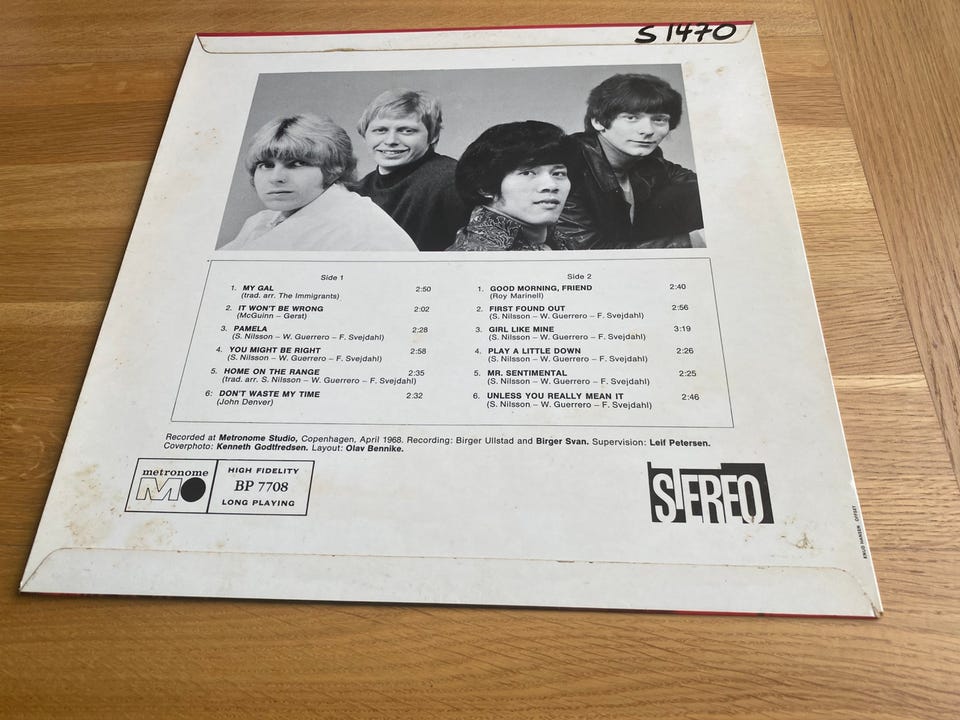 S 1470
Side 1
1. MY GAL 2:50
(trad. arr. The Immigrants)
2. IT WON'T BE WRONG 2:02
(McGuinn – Gerst)
3. PAMELA 2:28
(S. Nilsson – W. Guerrero – F. Svejdahl)
4. YOU MIGHT BE RIGHT 2:58
(S. Nilsson – W. Guerrero – F. Svejdahl)
5. HOME ON THE RANGE 2:35
(trad. arr. S. Nilsson – W. Guerrero – F. Svejdahl)
6: DON'T WASTE MY TIME 2.32
(John Denver)
Side 2
1. GOOD MORNING, FRIEND 2:40
(Roy Marinell)
2. FIRST FOUND OUT 2:56
(S. Nilsson – W. Guerrero – F. Svejdahl)
3. GIRL LIKE MINE 3:19
(S. Nilsson – W. Guerrero – F. Svejdahl)
4. PLAY A LITTLE DOWN 2:26
(S. Nilsson – W. Guerrero – F. Svejdahl)
5. MR. SENTIMENTAL 2:25
(S. Nilsson – W. Guerrero – F. Svejdahl)
6. UNLESS YOU REALLY MEAN IT 2:46
(S. Nilsson – W. Guerrero – F. Svejdahl)
Recorded at Metronome Studio, Copenhagen, April 1968. Recording: Birger Ullstad and Birger Svan. Supervision: Leif Petersen.
Coverphoto: Kenneth Godtfredsen. Layout: Olav Bennike.
metronome
HIGH FIDELITY
BP 7708
LONG PLAYING
STEREO
HANSEN OFFSET